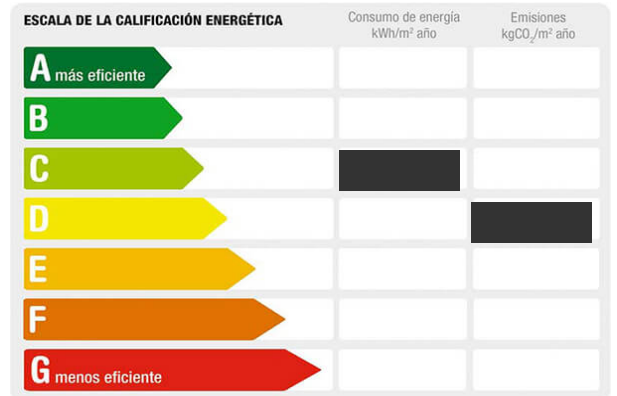 ESCALA DE LA CALIFICACIÓN ENERGÉTICA
Consumo de energía
kWh/m² año
Emisiones
kgCO₂/m² año
A más eficiente
B
C
D
E
F
G menos eficiente